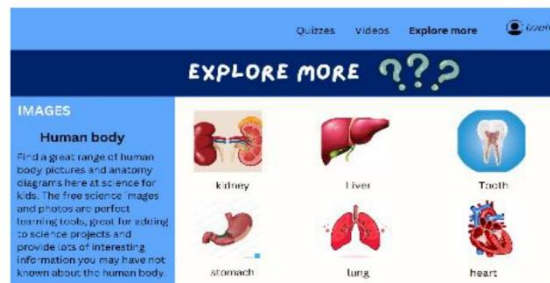 Quizzes Videos Explore more
EXPLORE MORE ???
IMAGES
Human body
Find a great range of human
body pictures and anatomy
diagrams here at science for
kids. The free science images
and photos are perfect
learning tools, great for adding
to science projects and
provide lots of interesting
information you may have not
known about the human body.
kidney Liver Tooth
stomach lung heart